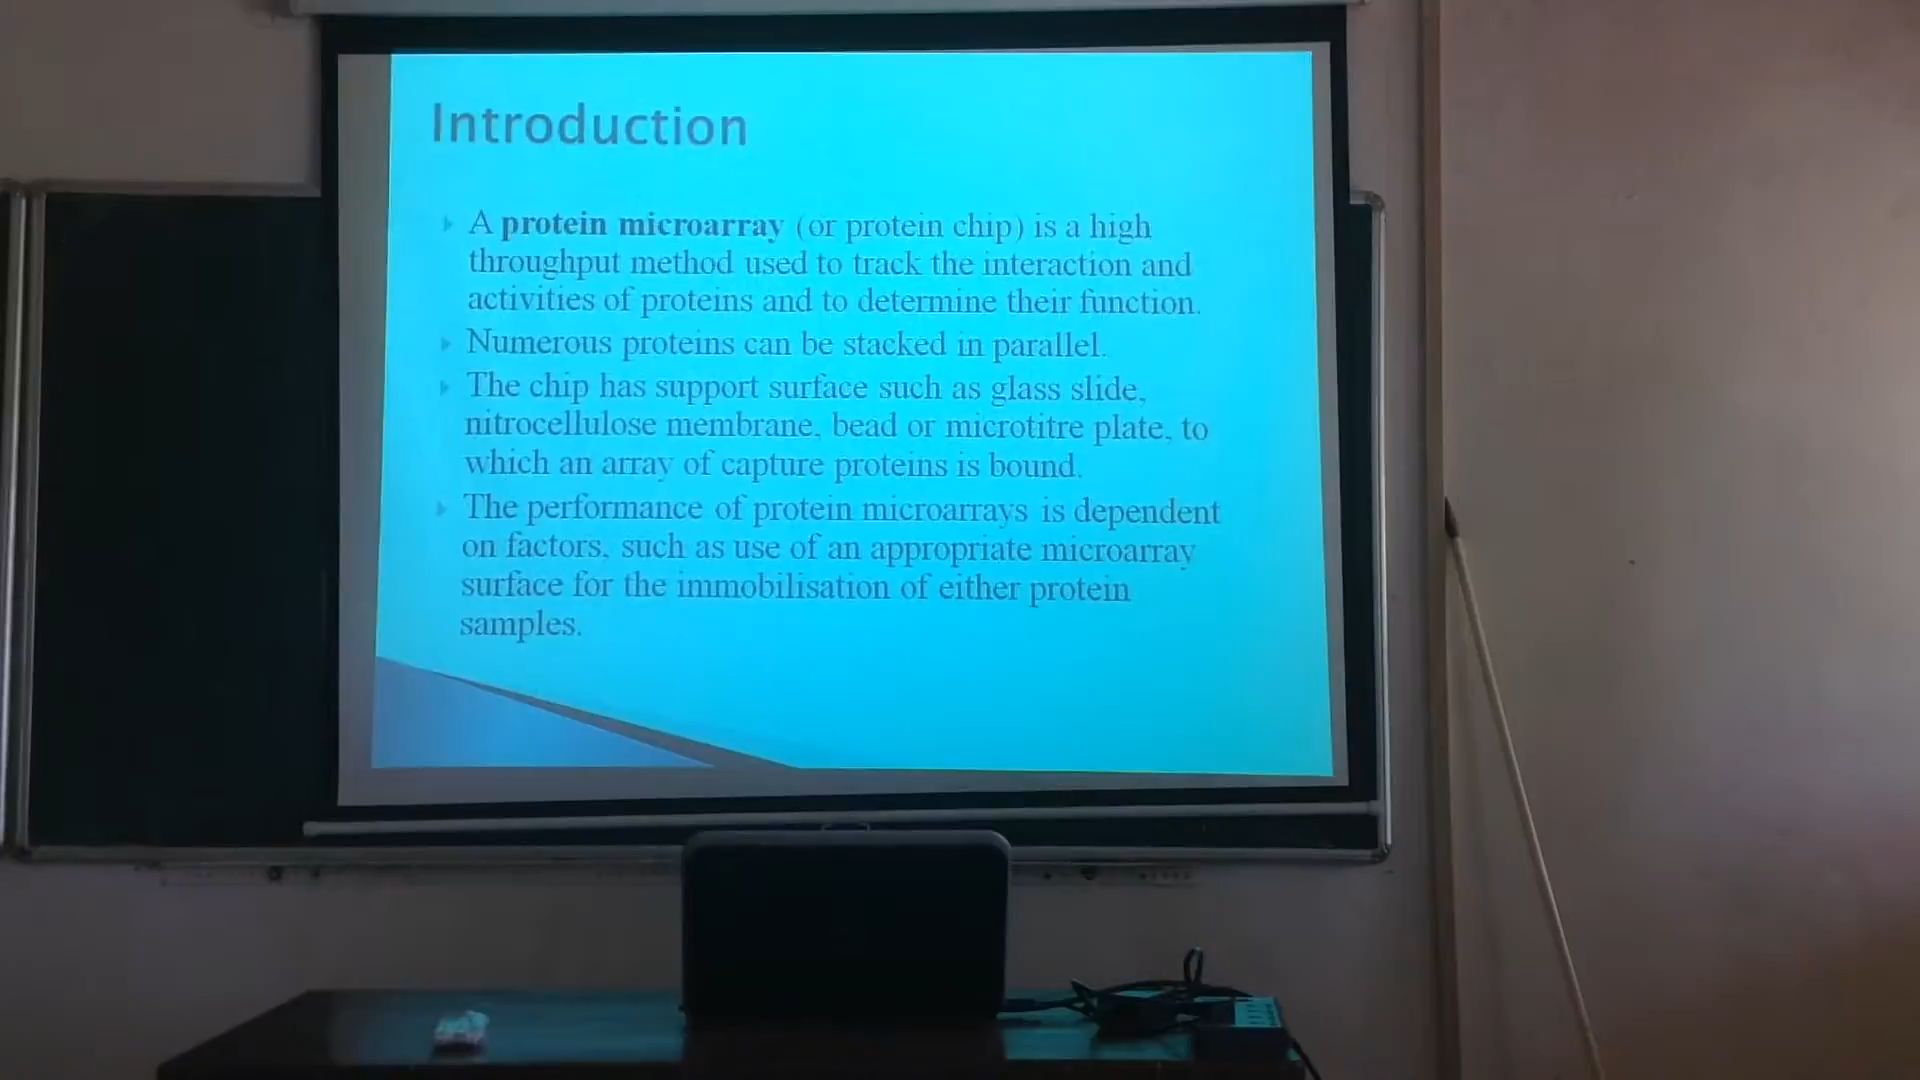 Introduction
A protein microarray (or protein chip) is a high
throughput method used to track the interaction and
activities of proteins and to determine their function.
Numerous proteins can be stacked in parallel.
The chip has support surface such as glass slide,
nitrocellulose membrane, bead or microtitre plate, to
which an array of capture proteins is bound.
The performance of protein microarrays is dependent
on factors, such as use of an appropriate microarray
surface for the immobilisation of either protein
samples.